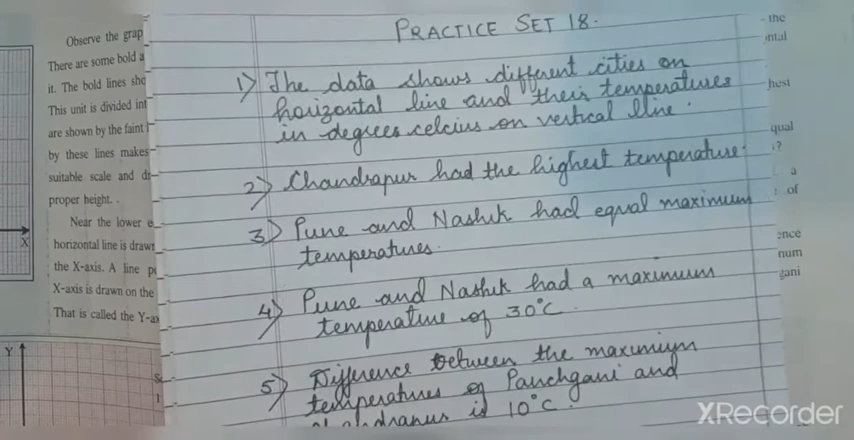 Observe the grap
There are some bold a
it. The bold lines sho
This unit is divided int
are shown by the faint l
by these lines makes
suitable scale and dr
proper height. .
Near the lower e
horizontal line is drawn
the X-axis. A line p
X-axis is drawn on the
That is called the Y-ax
X
Y
PRACTICE SET 18.
1) The data shows different cities on
horizontal line and their temperatures
in degrees celcius on vertical line.
2) Chandrapur had the highest temperature.
3) Pune and Nashik had equal maximum
temperatures.
4) Pune and Nashik had a maximum
temperature of 30°C.
5) Difference between the maximum
temperatures of Panchgani and
is 10°C.
- the
ontal
hest
qual
a
of
ence
num
gani
XRecorder